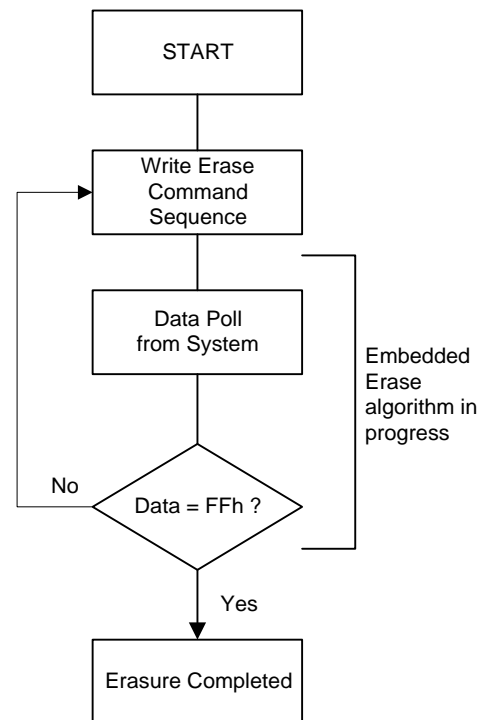 START
Write Erase
Command
Sequence
Data Poll
from System
Embedded
Erase
algorithm in
progress
No
Data = FFh ?
Yes
Erasure Completed